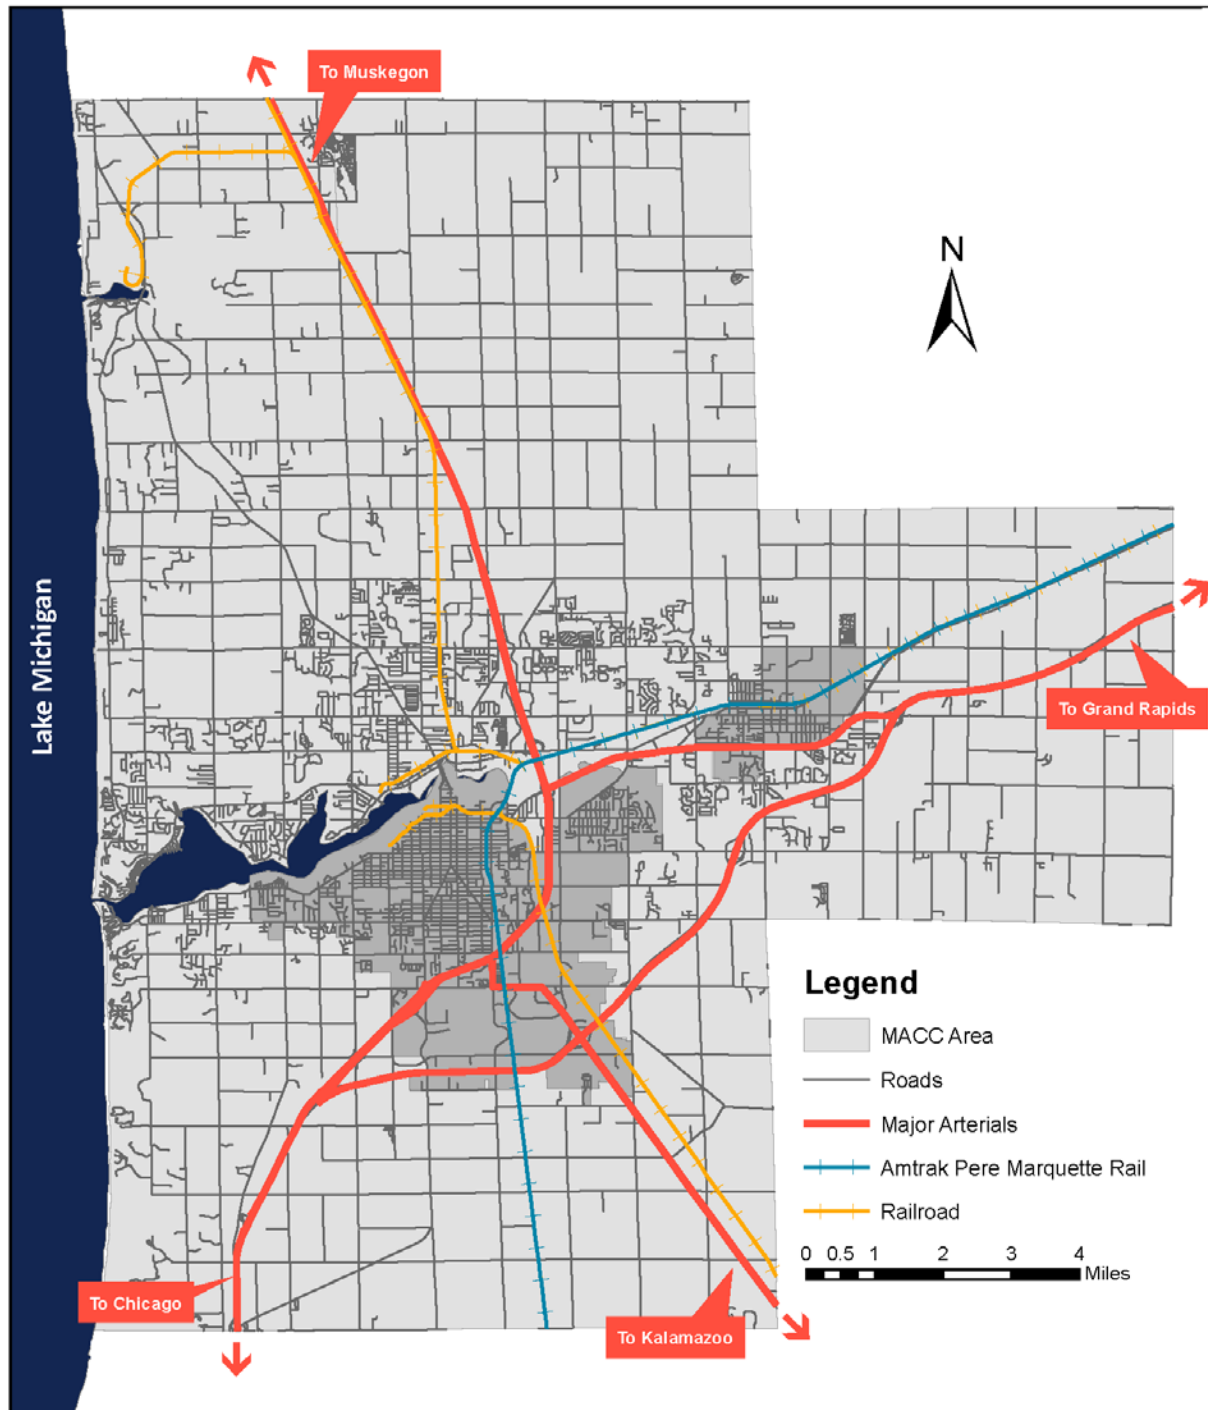 To Muskegon
N
Lake Michigan
To Grand Rapids
Legend
MACC Area
Roads
Major Arterials
Amtrak Pere Marquette Rail
Railroad
0 0.5 1 2 3 4
Miles
To Chicago
To Kalamazoo